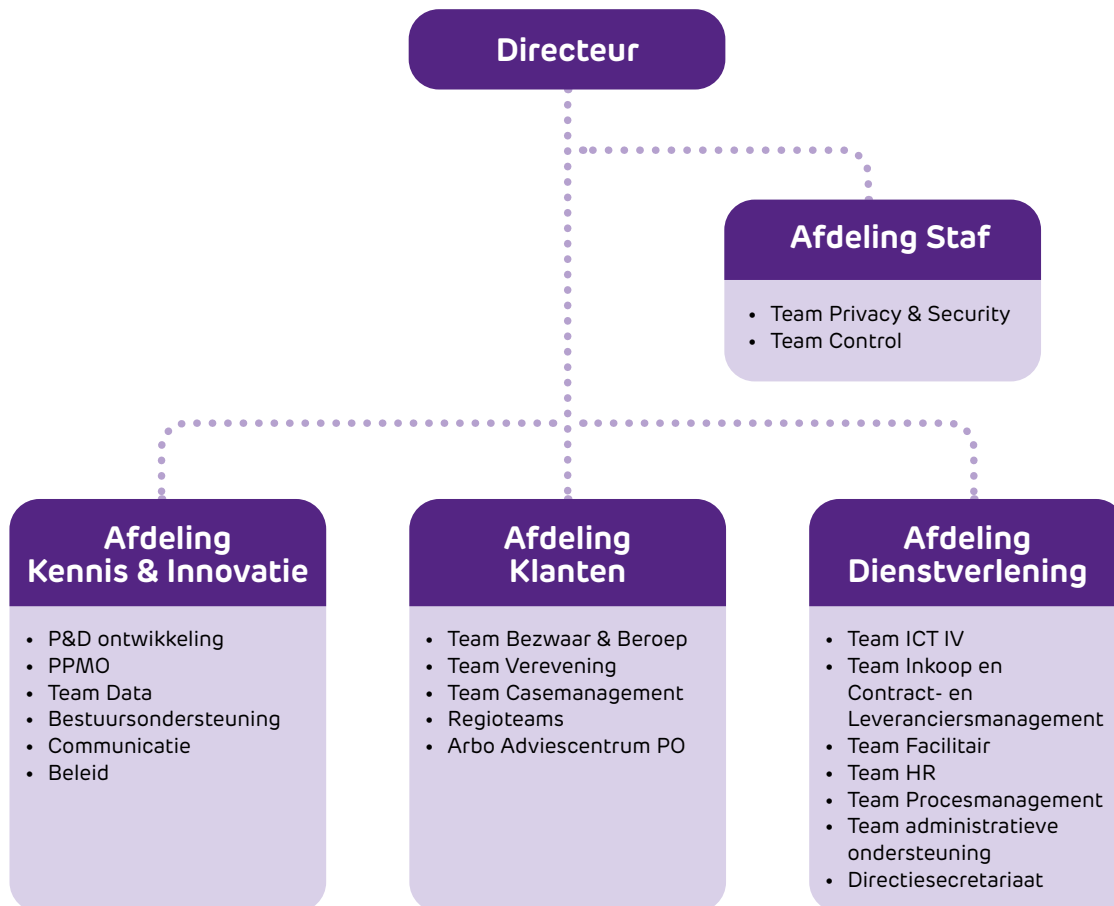 Directeur
Afdeling Staf
• Team Privacy & Security
• Team Control
Afdeling
Kennis & Innovatie
• P&D ontwikkeling
• PPMO
• Team Data
• Bestuursondersteuning
• Communicatie
• Beleid
Afdeling
Klanten
• Team Bezwaar & Beroep
• Team Verevening
• Team Casemanagement
• Regioteams
• Arbo Adviescentrum PO
Afdeling
Dienstverlening
• Team ICT IV
• Team Inkoop en
Contract- en
Leveranciersmanagement
• Team Facilitair
• Team HR
• Team Procesmanagement
• Team administratieve
ondersteuning
• Directiesecretariaat